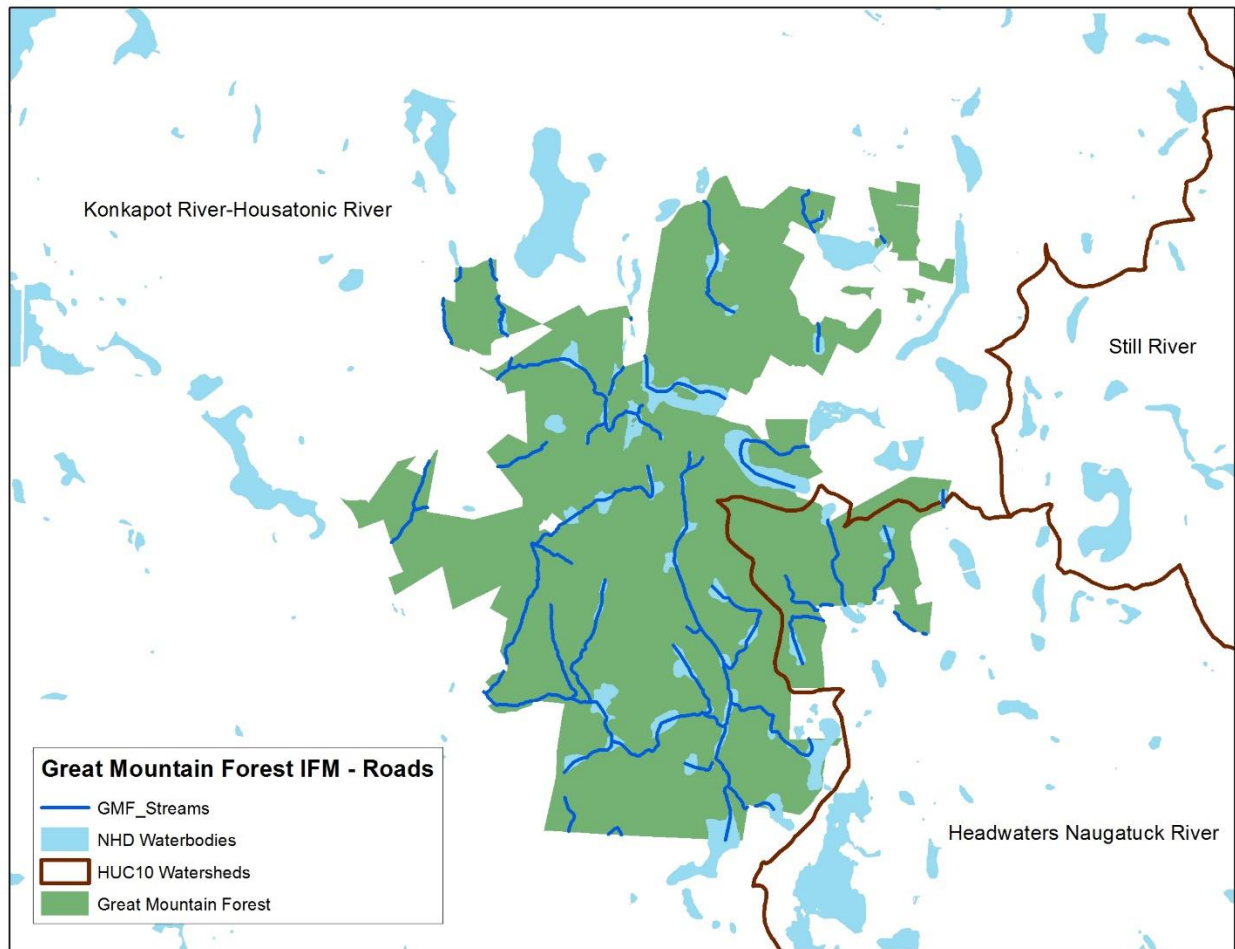 Konkapot River-Housatonic River
Still River
Great Mountain Forest IFM - Roads
GMF_Streams
NHD Waterbodies
HUC10 Watersheds
Great Mountain Forest
Headwaters Naugatuck River